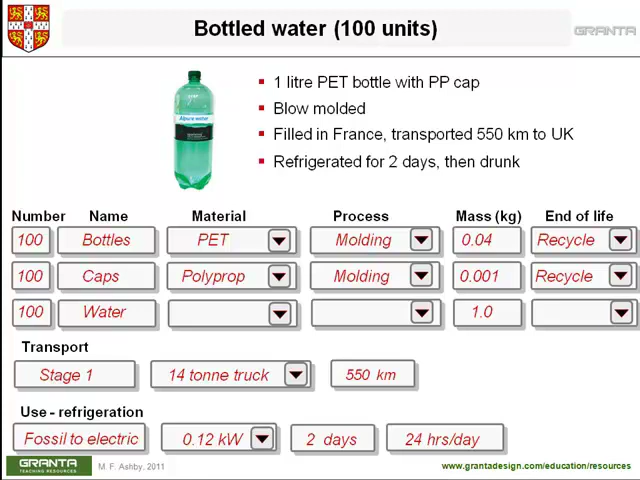 Bottled water (100 units)
GRANTA
1 litre PET bottle with PP cap
Blow molded
Filled in France, transported 550 km to UK
Refrigerated for 2 days, then drunk
Alpure water
Number Name Material Process Mass (kg) End of life
100 Bottles PET Molding 0.04 Recycle
100 Caps Polyprop Molding 0.001 Recycle
100 Water 1.0
Transport
Stage 1 14 tonne truck 550 km
Use - refrigeration
Fossil to electric 0.12 kW 2 days 24 hrs/day
GRANTA
TEACHING RESOURCES
M. F. Ashby, 2011
www.grantadesign.com/education/resources